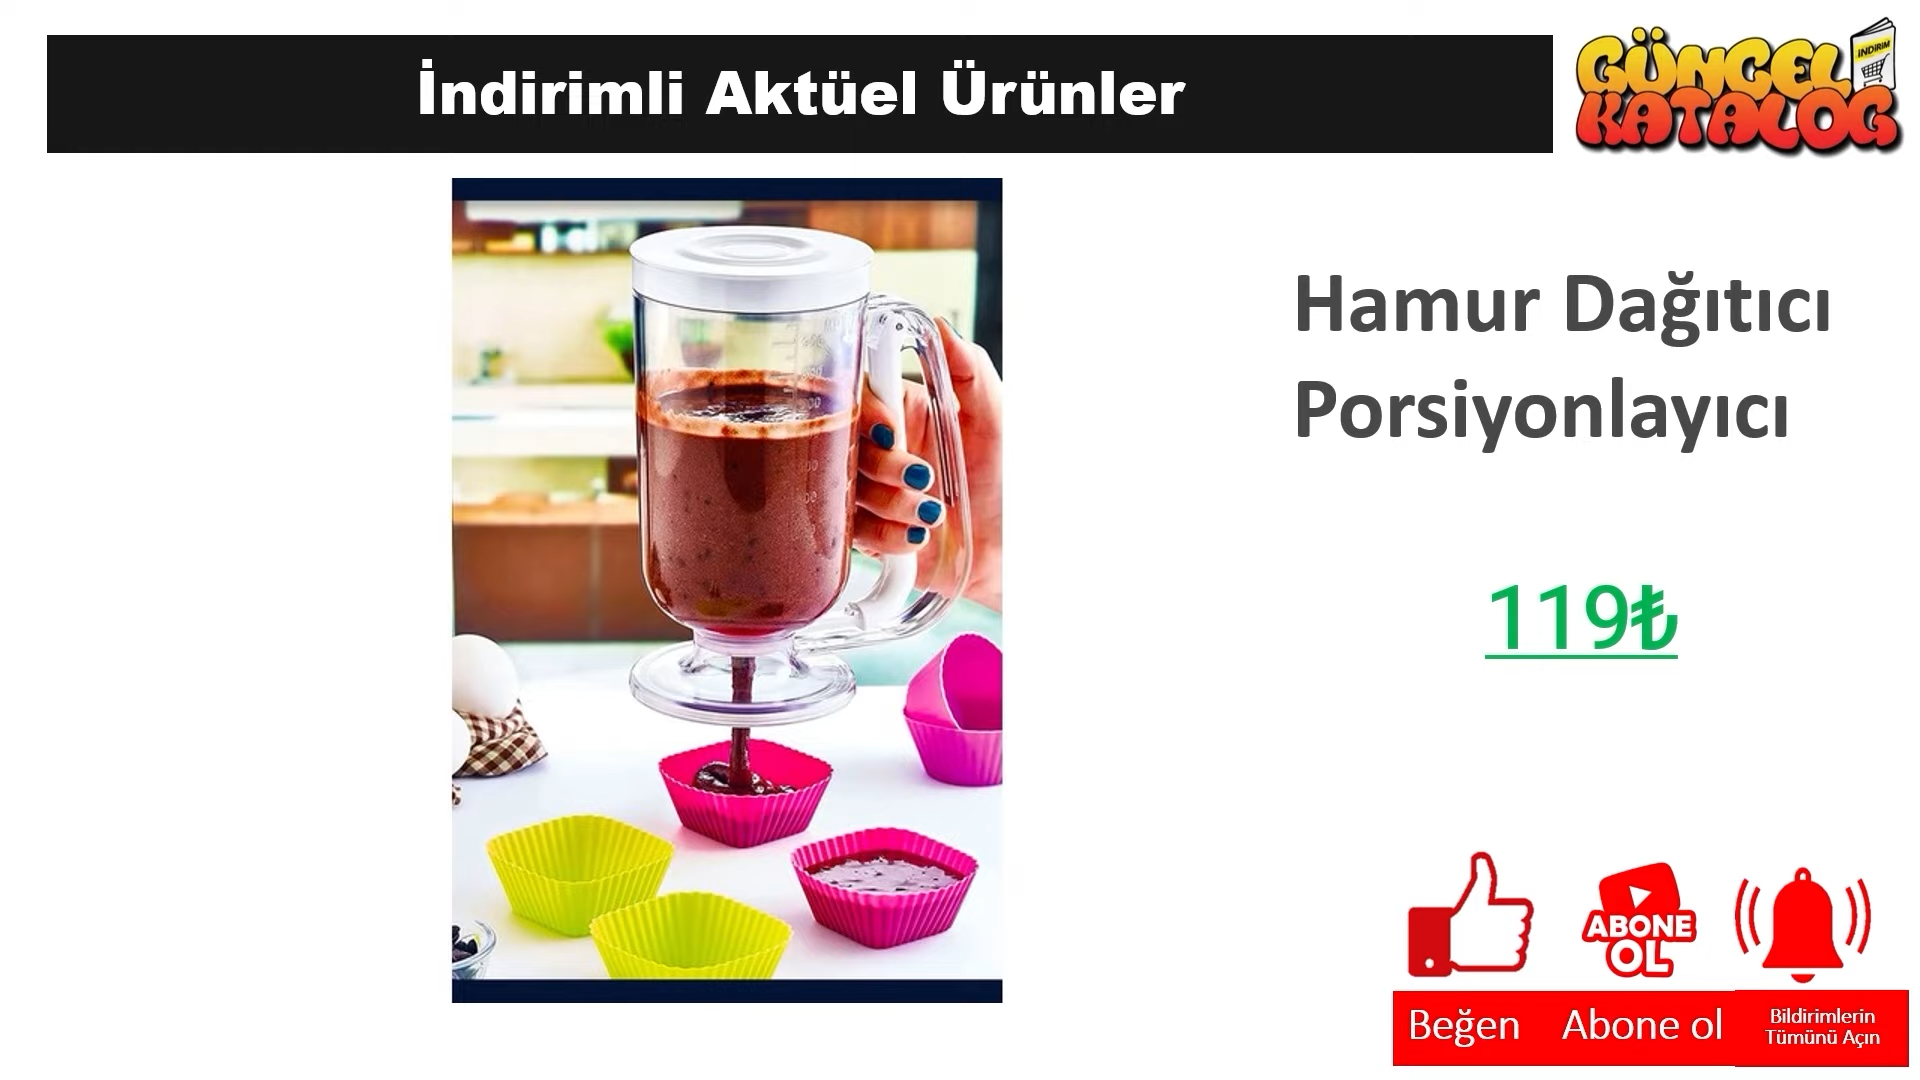 İndirimli Aktüel Ürünler
GÜNCEL
İNDİRİM
KATALOG
Hamur Dağıtıcı
Porsiyonlayıcı
119₺
ABONE
OL
Beğen
Abone ol
Bildirimlerin
Tümünü Açın